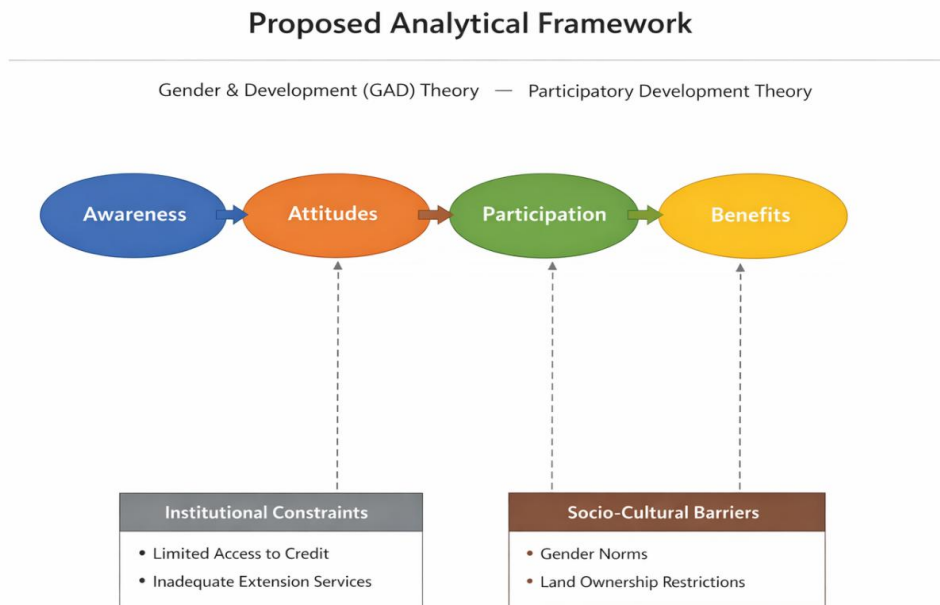 Proposed Analytical Framework
Gender & Development (GAD) Theory — Participatory Development Theory
Awareness
Attitudes
Participation
Benefits
Institutional Constraints
• Limited Access to Credit
• Inadequate Extension Services
Socio-Cultural Barriers
• Gender Norms
• Land Ownership Restrictions